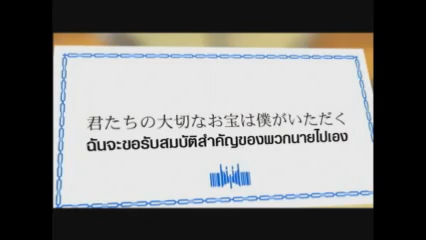 君たちの大切なお宝は僕がいただく
ฉันจะขอรับสมบัติสำคัญของพวกนายไปเอง